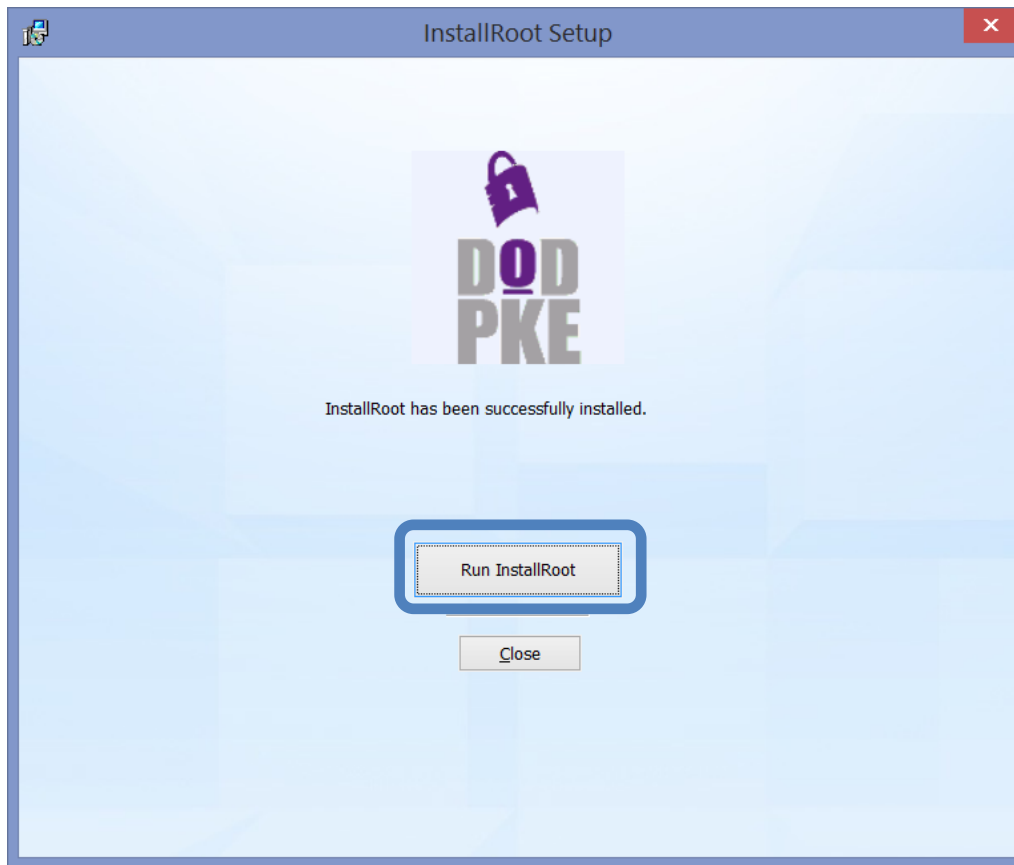 InstallRoot Setup
DOD
PKE
InstallRoot has been successfully installed.
Run InstallRoot
Close